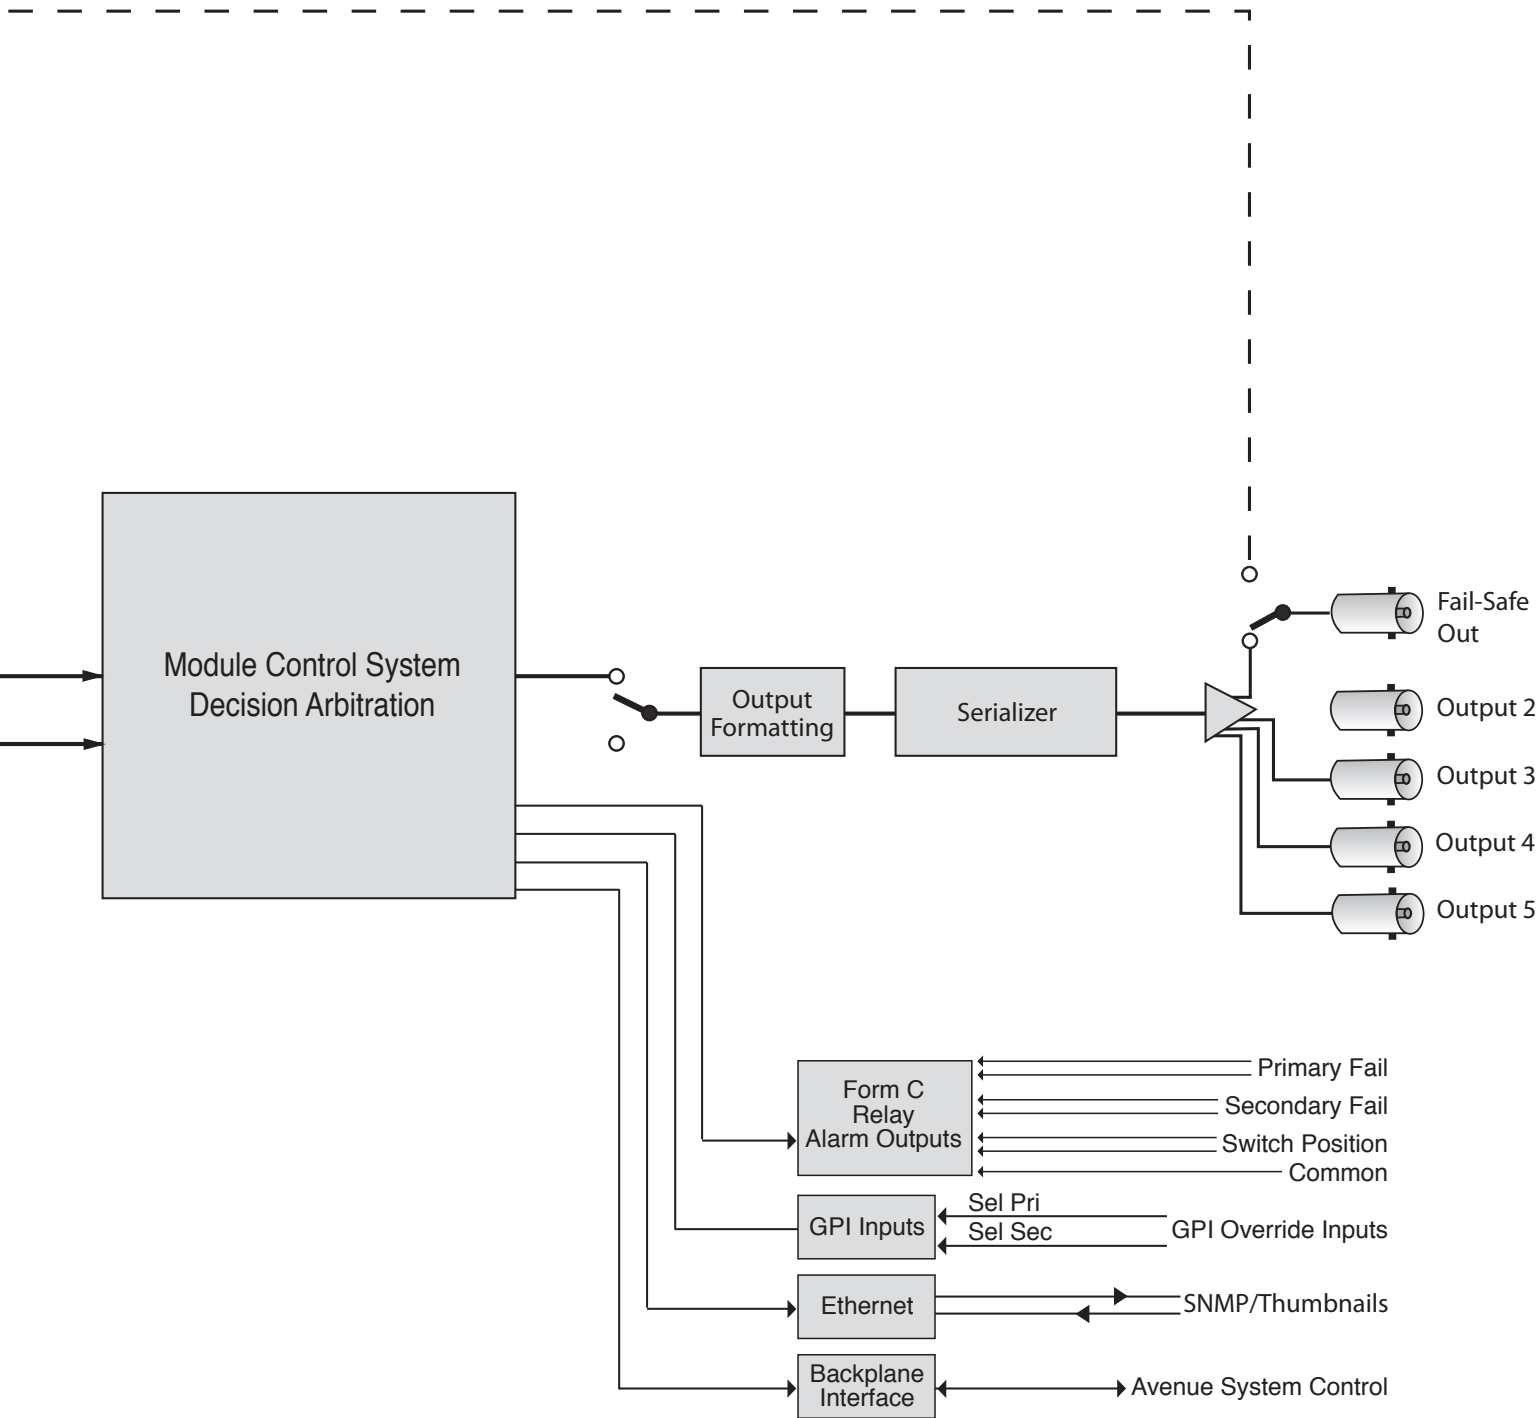 Fail-Safe
Out
Module Control System
Decision Arbitration
Output
Formatting
Serializer
Output 2
Output 3
Output 4
Output 5
Form C
Relay
Alarm Outputs
Primary Fail
Secondary Fail
Switch Position
Common
GPI Inputs
Sel Pri
Sel Sec
GPI Override Inputs
Ethernet
SNMP/Thumbnails
Backplane
Interface
Avenue System Control